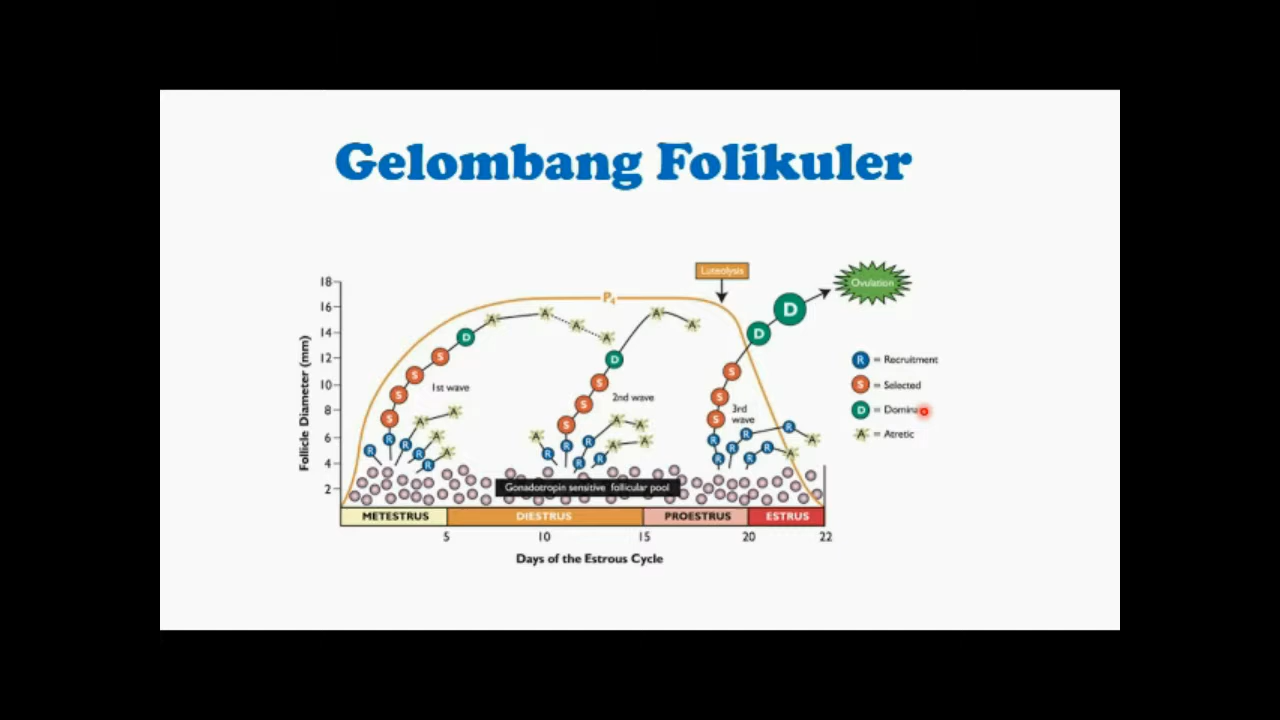 Gelombang Folikuler
Luteolysis
Ovulation
P4
18
16
14
12
10
8
6
4
2
Follicle Diameter (mm)
1st wave
2nd wave
3rd
wave
R = Recruitment
S = Selected
D =
A = Atretic
R R R R R A A A
S S S S D A A A A
R R R R R A A A A
S S S D A A
R R R R R R R A A
S S S D D
Gonadotropin sensitive follicular pool
METESTRUS DIESTRUS PROESTRUS ESTRUS
5 10 15 20 22
Days of the Estrous Cycle